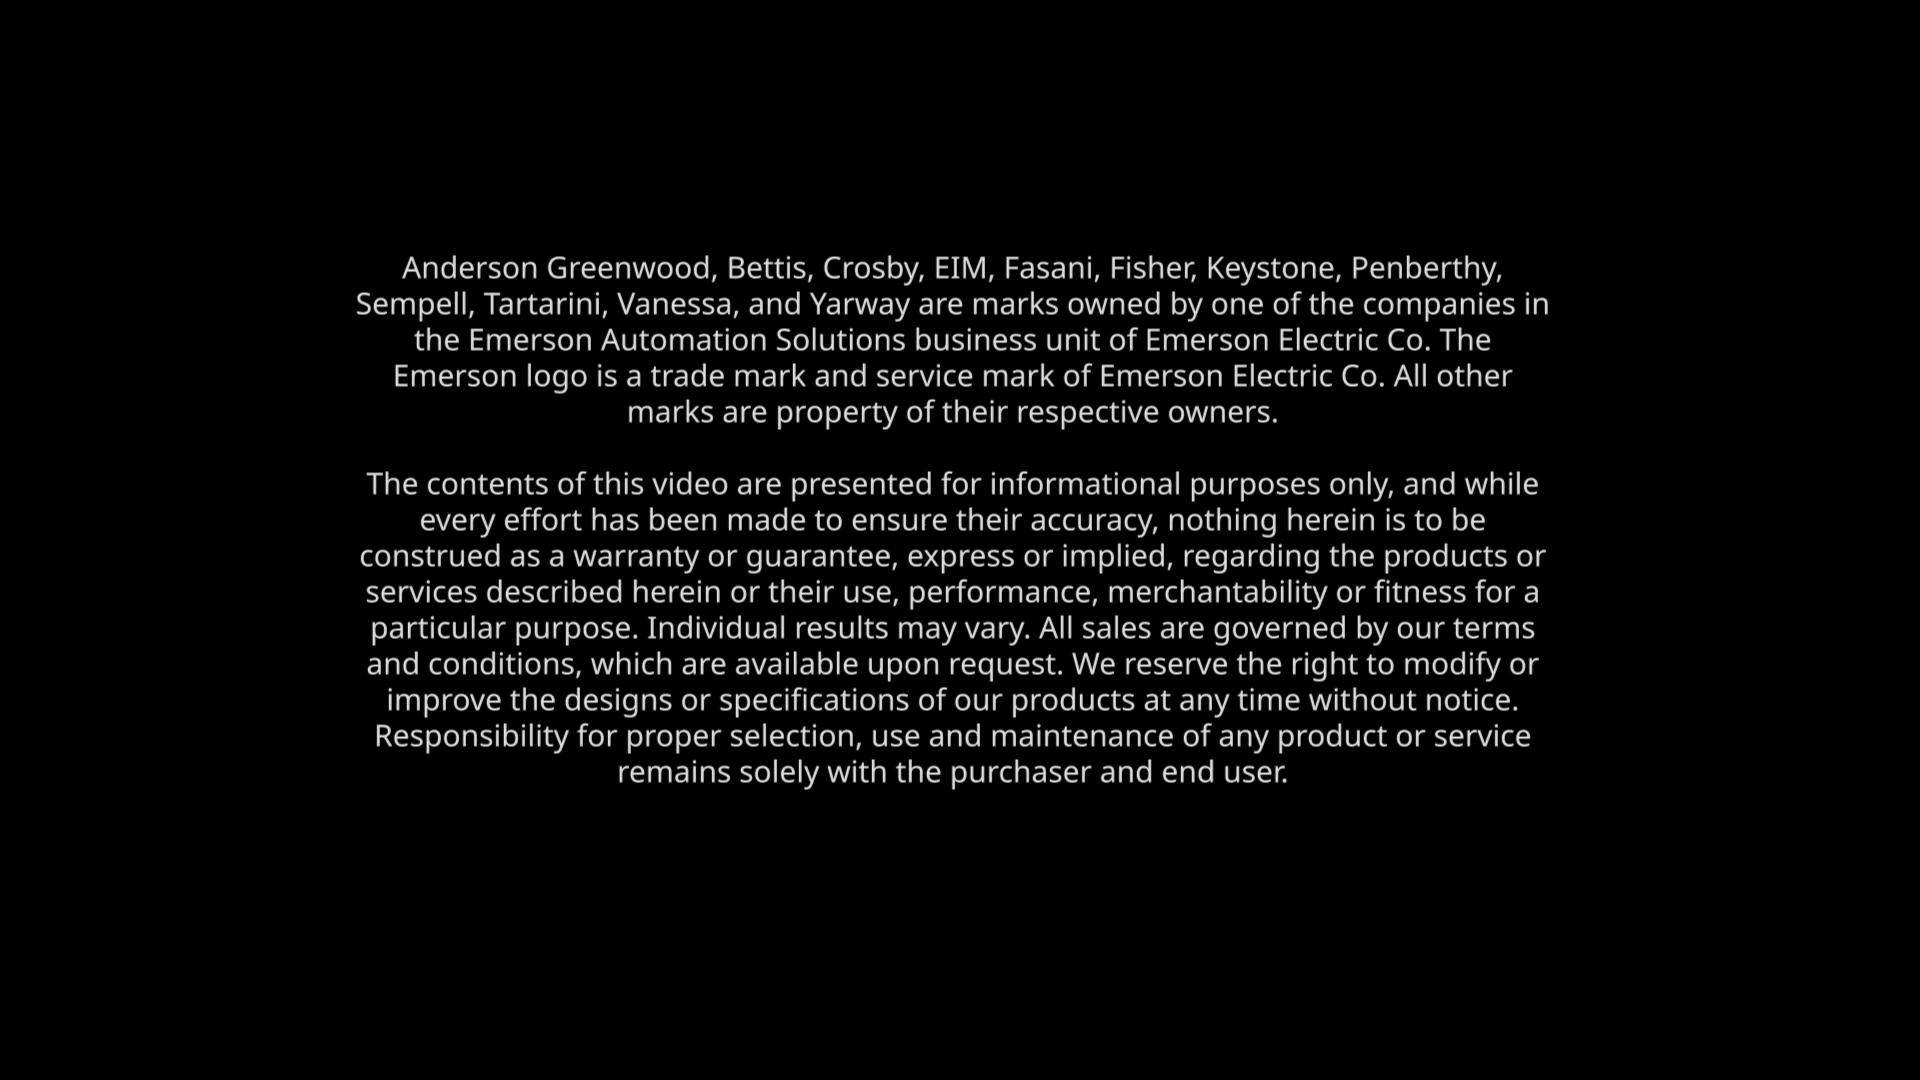 Anderson Greenwood, Bettis, Crosby, EIM, Fasani, Fisher, Keystone, Penberthy,
Sempell, Tartarini, Vanessa, and Yarway are marks owned by one of the companies in
the Emerson Automation Solutions business unit of Emerson Electric Co. The
Emerson logo is a trade mark and service mark of Emerson Electric Co. All other
marks are property of their respective owners.
The contents of this video are presented for informational purposes only, and while
every effort has been made to ensure their accuracy, nothing herein is to be
construed as a warranty or guarantee, express or implied, regarding the products or
services described herein or their use, performance, merchantability or fitness for a
particular purpose. Individual results may vary. All sales are governed by our terms
and conditions, which are available upon request. We reserve the right to modify or
improve the designs or specifications of our products at any time without notice.
Responsibility for proper selection, use and maintenance of any product or service
remains solely with the purchaser and end user.